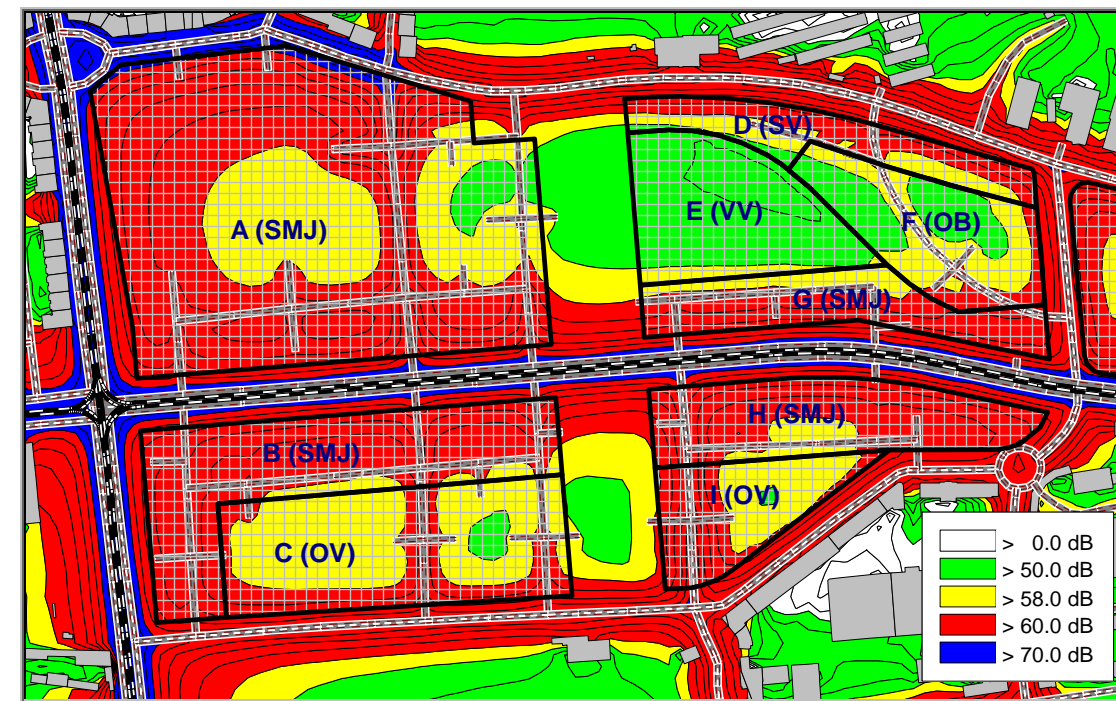 D (SV)
A (SMJ)
E (VV)
F (OB)
G (SMJ)
B (SMJ)
H (SMJ)
C (OV)
I (OV)
> 0.0 dB
> 50.0 dB
> 58.0 dB
> 60.0 dB
> 70.0 dB